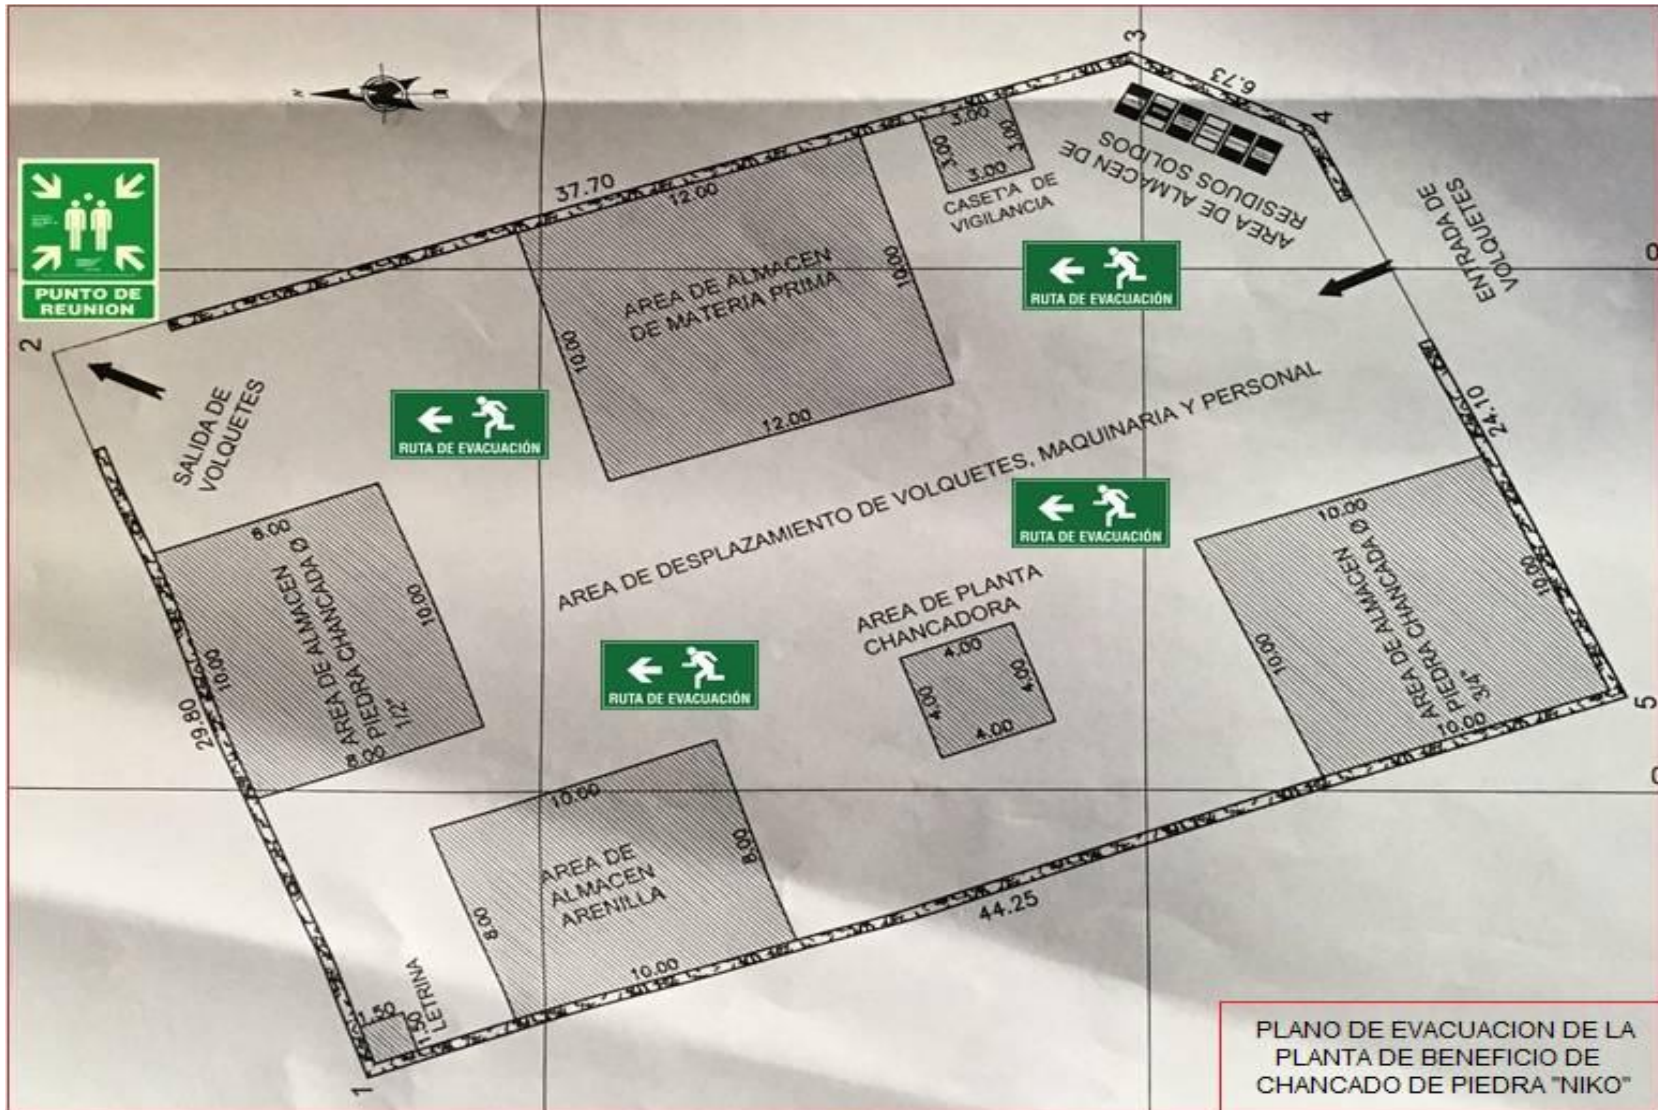 N
3
6.73
4
PUNTO DE
REUNION
37.70
12.00
3.00
3.00
3.00
3.00
CASETA DE
VIGILANCIA
AREA DE ALMACEN DE
RESIDUOS SOLIDOS
ENTRADA DE
VOLQUETES
0
RUTA DE EVACUACIÓN
AREA DE ALMACEN
DE MATERIA PRIMA
10.00
10.00
12.00
2
SALIDA DE
VOLQUETES
RUTA DE EVACUACIÓN
AREA DE DESPLAZAMIENTO DE VOLQUETES, MAQUINARIA Y PERSONAL
24.10
RUTA DE EVACUACIÓN
8.00
AREA DE ALMACEN
PIEDRA CHANCADA Ø
1/2"
10.00
10.00
8.00
29.80
10.00
AREA DE ALMACEN
PIEDRA CHANCADA Ø
3/4"
10.00
10.00
10.00
AREA DE PLANTA
CHANCADORA
4.00
4.00
4.00
4.00
RUTA DE EVACUACIÓN
5
10.00
AREA DE
ALMACEN
ARENILLA
8.00
8.00
10.00
44.25
LETRINA
1.50
1.50
1
PLANO DE EVACUACION DE LA
PLANTA DE BENEFICIO DE
CHANCADO DE PIEDRA "NIKO"